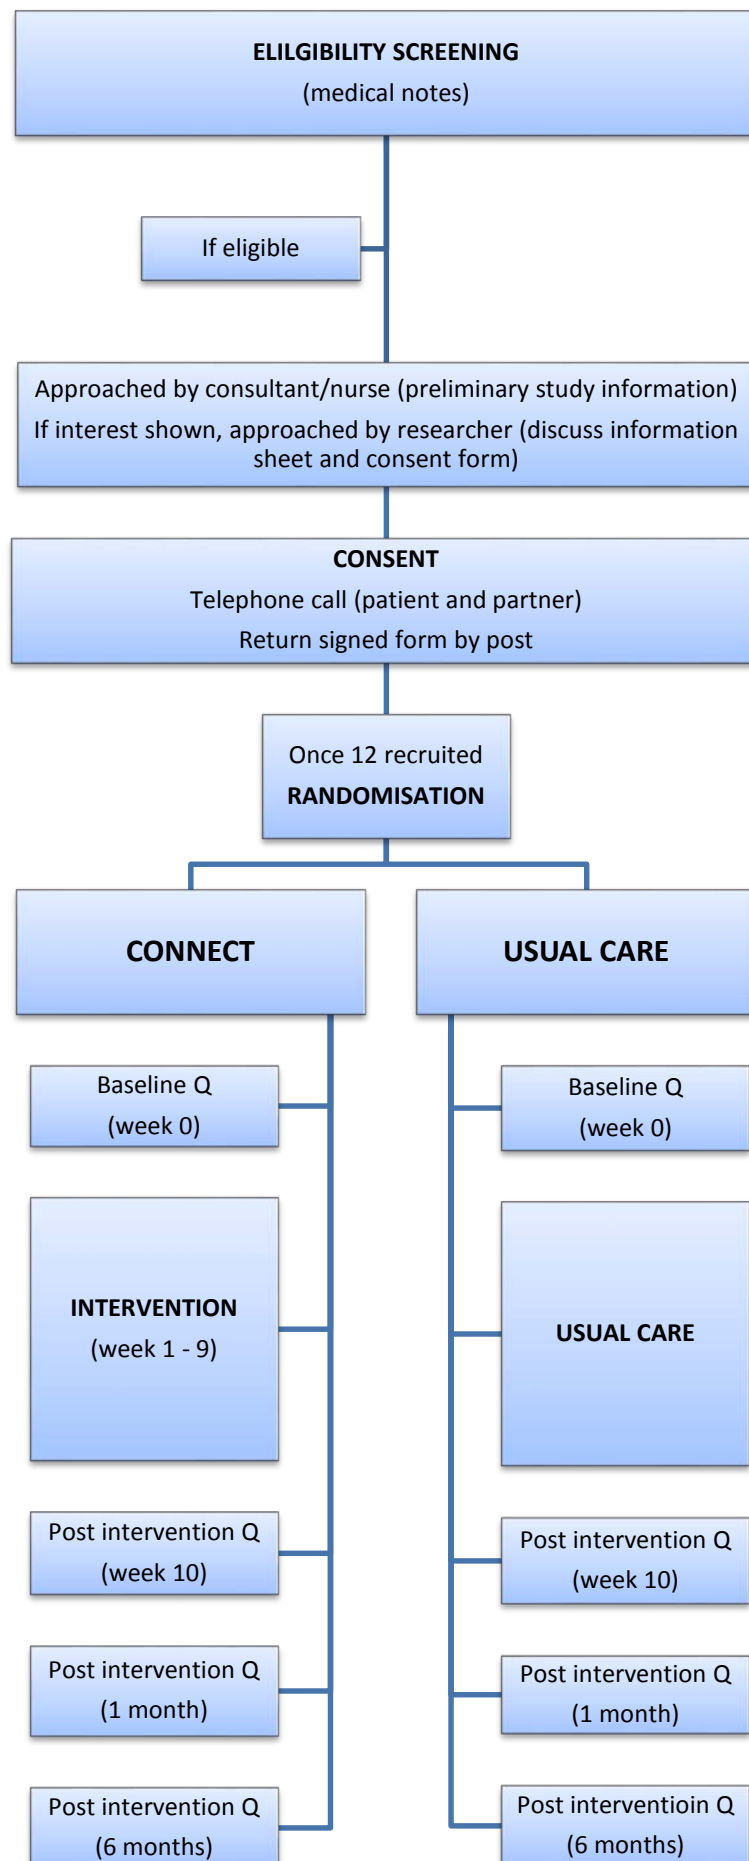 ELILGIBILITY SCREENING
(medical notes)
If eligible
Approached by consultant/nurse (preliminary study information)
If interest shown, approached by researcher (discuss information
sheet and consent form)
CONSENT
Telephone call (patient and partner)
Return signed form by post
Once 12 recruited
RANDOMISATION
CONNECT
Baseline Q
(week 0)
INTERVENTION
(week 1 - 9)
Post intervention Q
(week 10)
Post intervention Q
(1 month)
Post intervention Q
(6 months)
USUAL CARE
Baseline Q
(week 0)
USUAL CARE
Post intervention Q
(week 10)
Post intervention Q
(1 month)
Post interventioin Q
(6 months)